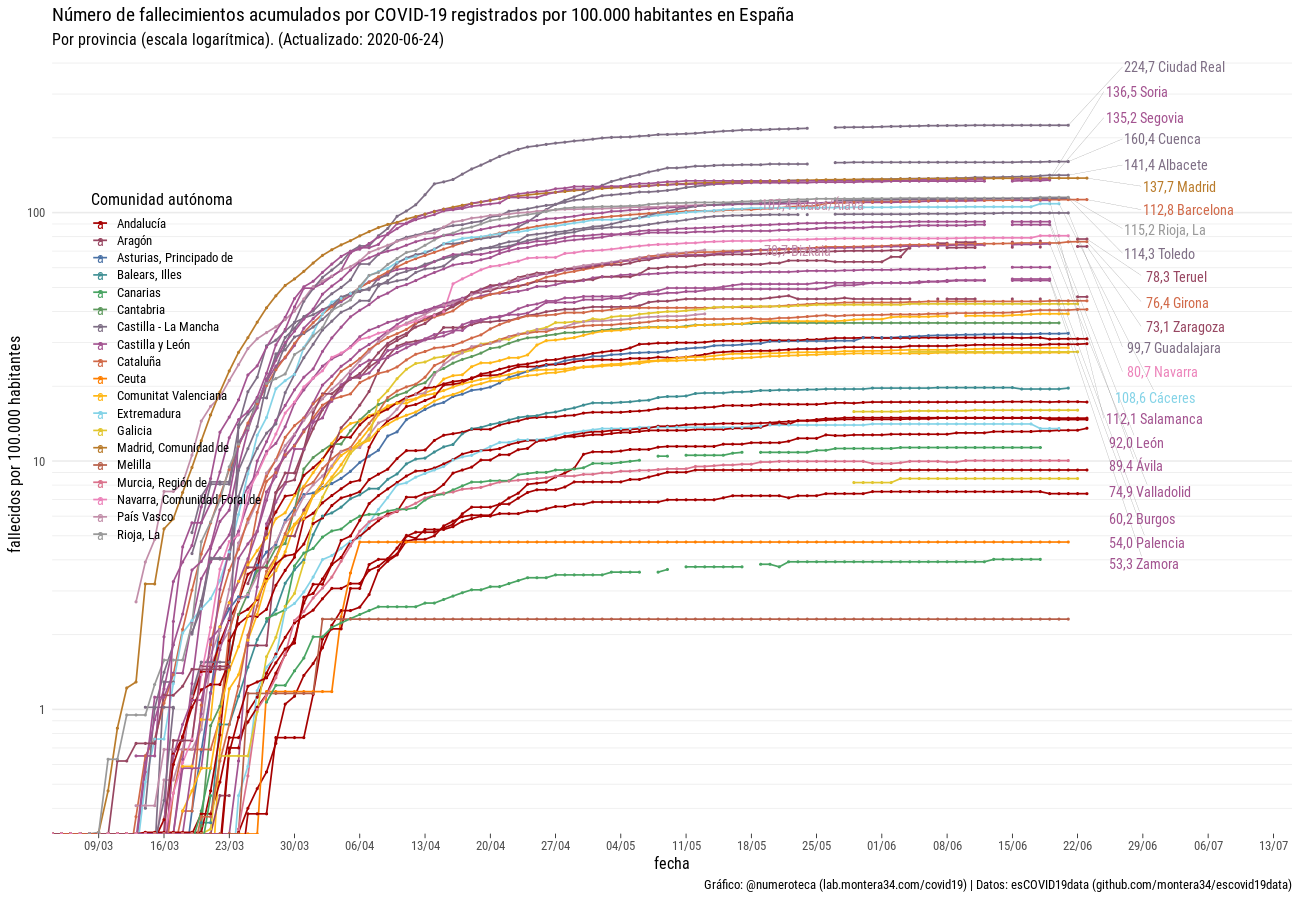 Número de fallecimientos acumulados por COVID-19 registrados por 100.000 habitantes en España
Por provincia (escala logarítmica). (Actualizado: 2020-06-24)
fallecidos por 100.000 habitantes
100
10
1
Comunidad autónoma
Andalucía
Aragón
Asturias, Principado de
Balears, Illes
Canarias
Cantabria
Castilla - La Mancha
Castilla y León
Cataluña
Ceuta
Comunitat Valenciana
Extremadura
Galicia
Madrid, Comunidad de
Melilla
Murcia, Región de
Navarra, Comunidad Foral de
País Vasco
Rioja, La
224,7 Ciudad Real
136,5 Soria
135,2 Segovia
160,4 Cuenca
141,4 Albacete
137,7 Madrid
112,8 Barcelona
115,2 Rioja, La
114,3 Toledo
78,3 Teruel
76,4 Girona
73,1 Zaragoza
99,7 Guadalajara
80,7 Navarra
108,6 Cáceres
112,1 Salamanca
92,0 León
89,4 Ávila
74,9 Valladolid
60,2 Burgos
54,0 Palencia
53,3 Zamora
Araba/Álava
Bizkaia
09/03 16/03 23/03 30/03 06/04 13/04 20/04 27/04 04/05 11/05 18/05 25/05 01/06 08/06 15/06 22/06 29/06 06/07 13/07
fecha
Gráfico: @numeroteca (lab.montera34.com/covid19) | Datos: esCOVID19data (github.com/montera34/escovid19data)